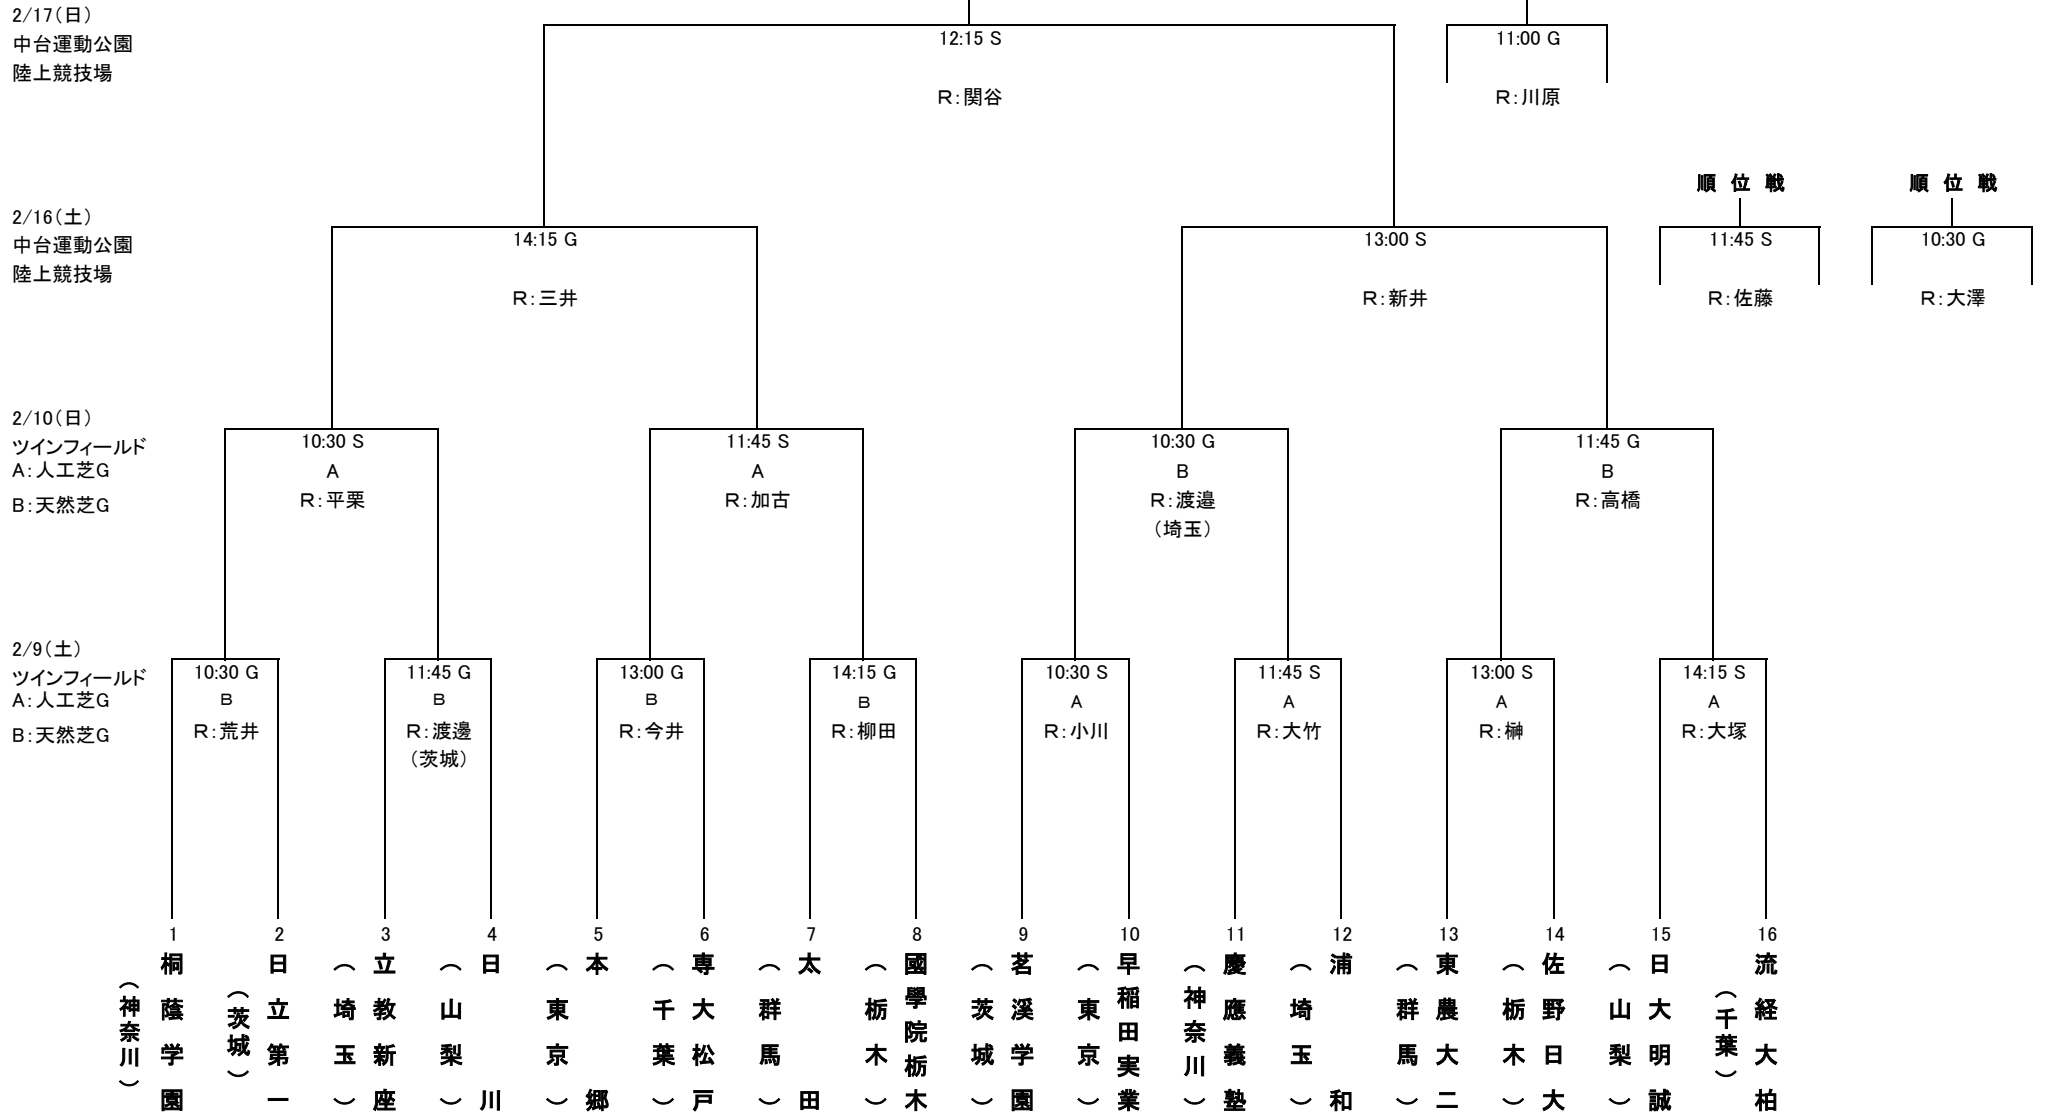 2/17(日)
中台運動公園
陸上競技場
12:15 S
R:関谷
11:00 G
R:川原
2/16(土)
中台運動公園
陸上競技場
14:15 G
R:三井
13:00 S
R:新井
順 位 戦
11:45 S
R:佐藤
順 位 戦
10:30 G
R:大澤
2/10(日)
ツインフィールド
A:人工芝G
B:天然芝G
10:30 S
A
R:平栗
11:45 S
A
R:加古
10:30 G
B
R:渡邉
(埼玉)
11:45 G
B
R:高橋
2/9(土)
ツインフィールド
A:人工芝G
B:天然芝G
10:30 G
B
R:荒井
11:45 G
B
R:渡邊
(茨城)
13:00 G
B
R:今井
14:15 G
B
R:柳田
10:30 S
A
R:小川
11:45 S
A
R:大竹
13:00 S
A
R:榊
14:15 S
A
R:大塚
1
桐蔭学園
(神奈川)
2
日立第一
(茨城)
3
立教新座
(埼玉)
4
日川
(山梨)
5
本郷
(東京)
6
専大松戸
(千葉)
7
太田
(群馬)
8
國學院栃木
(栃木)
9
茗溪学園
(茨城)
10
早稲田実業
(東京)
11
慶應義塾
(神奈川)
12
浦和
(埼玉)
13
東農大二
(群馬)
14
佐野日大
(栃木)
15
日大明誠
(山梨)
16
流経大柏
(千葉)